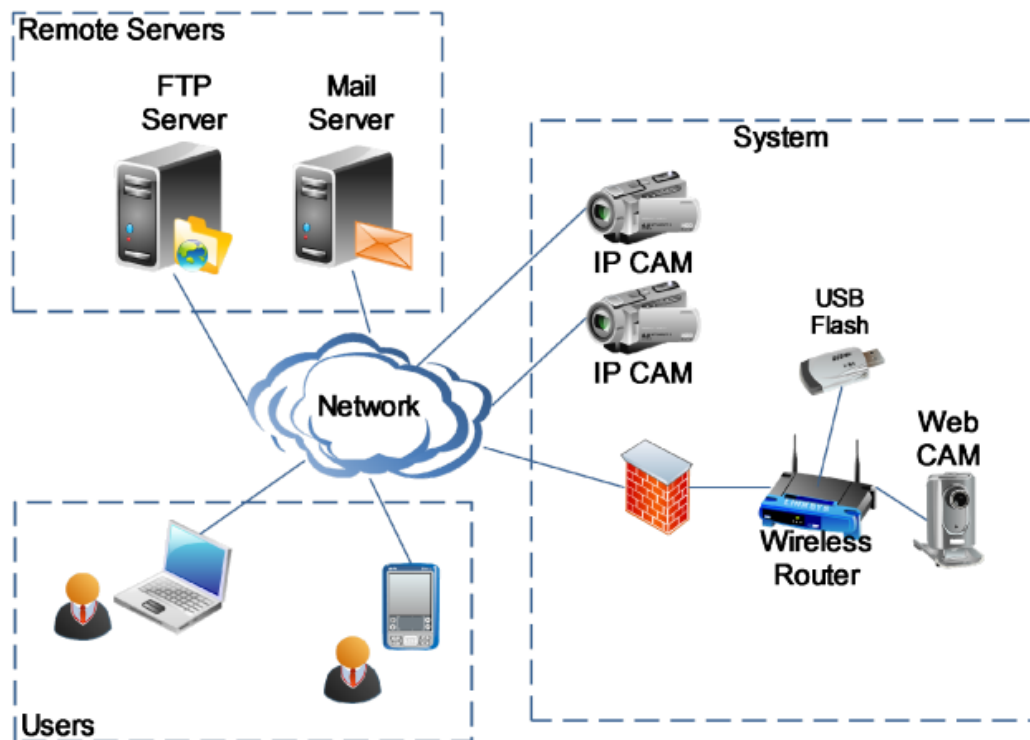 Remote Servers
FTP
Server
Mail
Server
System
IP CAM
IP CAM
USB
Flash
Network
Web
CAM
LINKSYS
Wireless
Router
Users